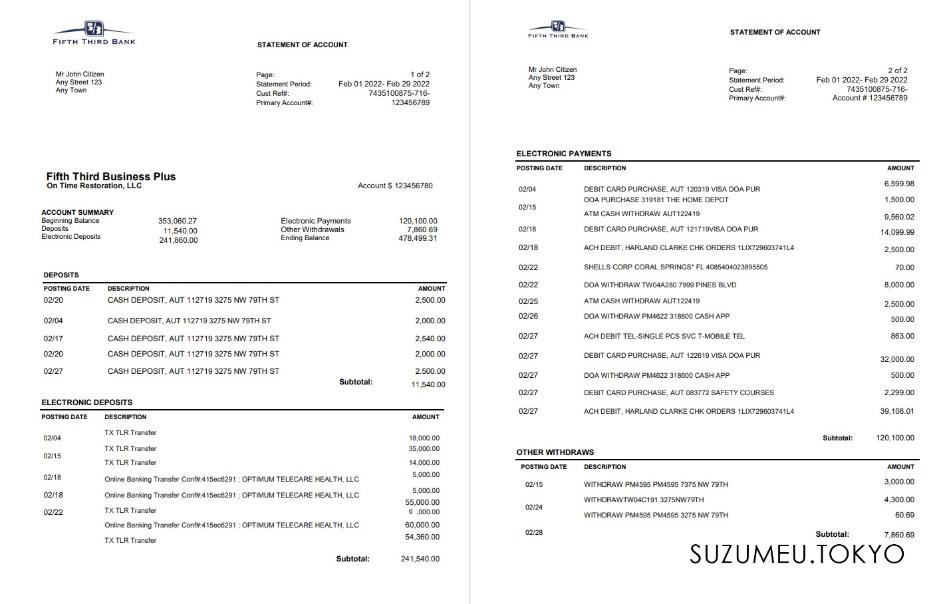 FIFTH THIRD BANK
STATEMENT OF ACCOUNT
Mr John Citizen
Any Street 123
Any Town
Page: 1 of 2
Statement Period: Feb 01 2022- Feb 29 2022
Cust Ref#: 7435100875-716-
Primary Account#: 123456789
Fifth Third Business Plus
On Time Restoration, LLC Account $ 123456780
ACCOUNT SUMMARY
Beginning Balance 353,060.27 Electronic Payments 120,100.00
Deposits 11,540.00 Other Withdrawals 7,860.69
Electronic Deposits 241,860.00 Ending Balance 478,499.31
DEPOSITS
POSTING DATE DESCRIPTION AMOUNT
02/20 CASH DEPOSIT, AUT 112719 3275 NW 79TH ST 2,500.00
02/04 CASH DEPOSIT, AUT 112719 3275 NW 79TH ST 2,000.00
02/17 CASH DEPOSIT, AUT 112719 3275 NW 79TH ST 2,540.00
02/20 CASH DEPOSIT, AUT 112719 3275 NW 79TH ST 2,000.00
02/27 CASH DEPOSIT, AUT 112719 3275 NW 79TH ST 2.500.00
Subtotal: 11,540.00
ELECTRONIC DEPOSITS
POSTING DATE DESCRIPTION AMOUNT
02/04 TX TLR Transfer 18,000.00
TX TLR Transfer 35,000.00
02/15 TX TLR Transfer 14,000.00
02/18 Online Banking Transfer Conf#:415ec6291 ; OPTIMUM TELECARE HEALTH, LLC 5,000.00
02/18 Online Banking Transfer Conf#:415ec6291 ; OPTIMUM TELECARE HEALTH, LLC 5,000.00
55,000.00
02/22 TX TLR Transfer 9 ,000.00
Online Banking Transfer Conf#:415ec6291 ; OPTIMUM TELECARE HEALTH, LLC 60,000.00
TX TLR Transfer 54,360.00
Subtotal: 241,540.00
FIFTH THIRD BANK
STATEMENT OF ACCOUNT
Mr John Citizen
Any Street 123
Any Town
Page: 2 of 2
Statement Period: Feb 01 2022- Feb 29 2022
Cust Ref#: 7435100875-716-
Primary Account#: Account # 123456789
ELECTRONIC PAYMENTS
POSTING DATE DESCRIPTION AMOUNT
02/04 DEBIT CARD PURCHASE, AUT 120319 VISA DOA PUR 6,599.98
DOA PURCHASE 319181 THE HOME DEPOT 1,500.00
02/15 ATM CASH WITHDRAW AUT122419 9,560.02
02/18 DEBIT CARD PURCHASE, AUT 121719VISA DOA PUR 14,099.99
02/18 ACH DEBIT, HARLAND CLARKE CHK ORDERS 1LIX729603741L4 2,500.00
02/22 SHELLS CORP CORAL SPRINGS* FL 4085404023895505 70.00
02/22 DOA WITHDRAW TW04A280 7999 PINES BLVD 8,000.00
02/25 ATM CASH WITHDRAW AUT122419 2,500.00
02/26 DOA WITHDRAW PM4622 318600 CASH APP 500.00
02/27 ACH DEBIT TEL-SINGLE PCS SVC T-MOBILE TEL 863.00
02/27 DEBIT CARD PURCHASE, AUT 122619 VISA DOA PUR 32,000.00
02/27 DOA WITHDRAW PM4622 318600 CASH APP 500.00
02/27 DEBIT CARD PURCHASE, AUT 083772 SAFETY COURSES 2,299.00
02/27 ACH DEBIT, HARLAND CLARKE CHK ORDERS 1LIX729603741L4 39,108.01
Subtotal: 120,100.00
OTHER WITHDRAWS
POSTING DATE DESCRIPTION AMOUNT
02/15 WITHDRAW PM4595 PM4595 7375 NW 79TH 3,000.00
02/24 WITHDRAWTW04C191 3275NW79TH 4,300.00
WITHDRAW PM4595 PM4595 3275 NW 79TH 60.69
02/28 Subtotal: 7,860.69
SUZUMEU.TOKYO